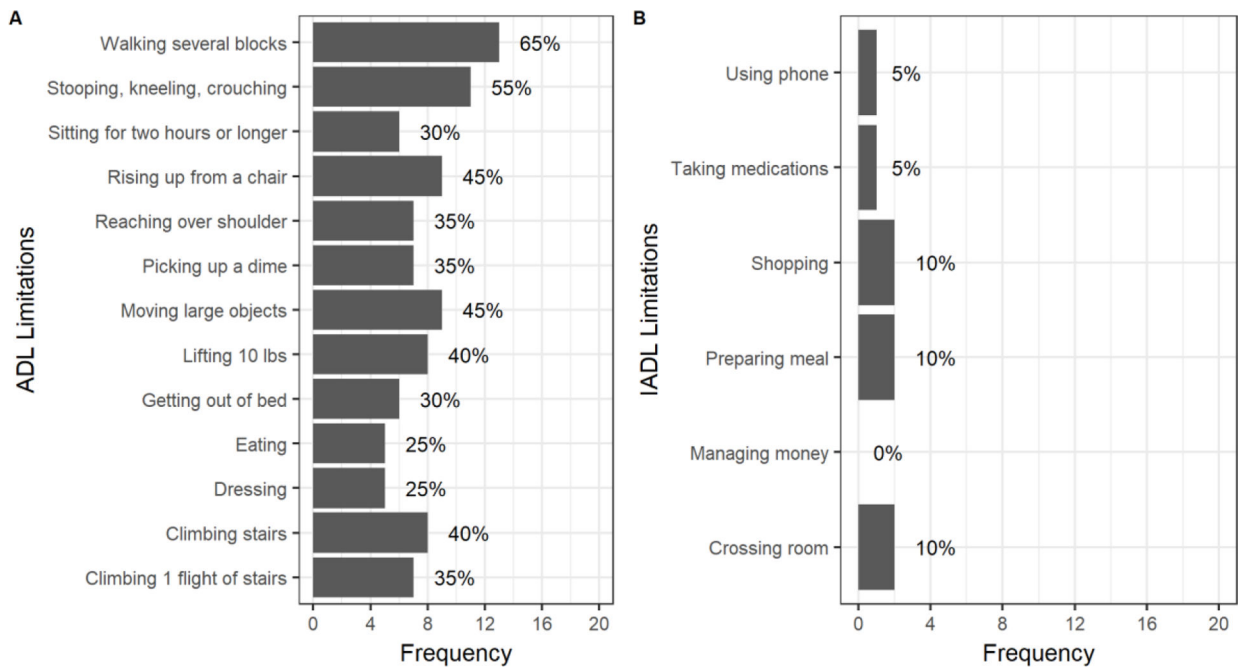 A
ADL Limitations
Walking several blocks 65%
Stooping, kneeling, crouching 55%
Sitting for two hours or longer 30%
Rising up from a chair 45%
Reaching over shoulder 35%
Picking up a dime 35%
Moving large objects 45%
Lifting 10 lbs 40%
Getting out of bed 30%
Eating 25%
Dressing 25%
Climbing stairs 40%
Climbing 1 flight of stairs 35%
0 4 8 12 16 20
Frequency
B
IADL Limitations
Using phone 5%
Taking medications 5%
Shopping 10%
Preparing meal 10%
Managing money 0%
Crossing room 10%
0 4 8 12 16 20
Frequency